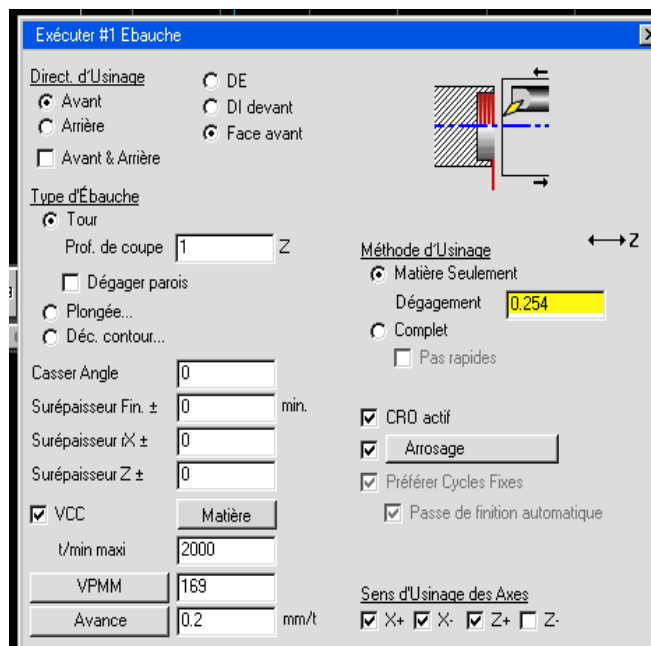 Exécuter #1 Ebauche
Direct. d'Usinage
Avant
Arrière
Avant & Arrière
DE
DI devant
Face avant
Type d'Ébauche
Tour
Prof. de coupe 1 Z
Dégager parois
Plongée...
Déc. contour...
Casser Angle 0
Surépaisseur Fin. ± 0 min.
Surépaisseur rX ± 0
Surépaisseur Z ± 0
VCC Matière
t/min maxi 2000
VPMM 169
Avance 0.2 mm/t
Z
Méthode d'Usinage
Matière Seulement
Dégagement 0.254
Complet
Pas rapides
CRO actif
Arrosage
Préférer Cycles Fixes
Passe de finition automatique
Sens d'Usinage des Axes
X+ X- Z+ Z-